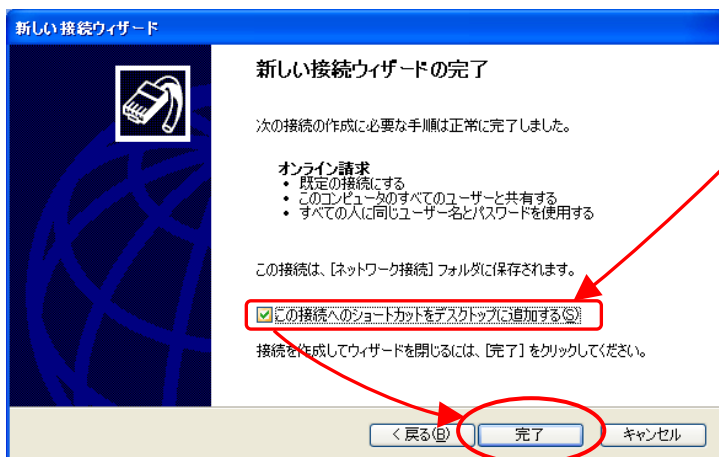 新しい接続ウィザード
新しい接続ウィザードの完了
次の接続の作成に必要な手順は正常に完了しました。
オンライン請求
• 既定の接続にする
• このコンピュータのすべてのユーザーと共有する
• すべての人に同じユーザー名とパスワードを使用する
この接続は、[ネットワーク接続] フォルダに保存されます。
この接続へのショートカットをデスクトップに追加する(S)
接続を作成してウィザードを閉じるには、[完了] をクリックしてください。
< 戻る(B)
完了
キャンセル